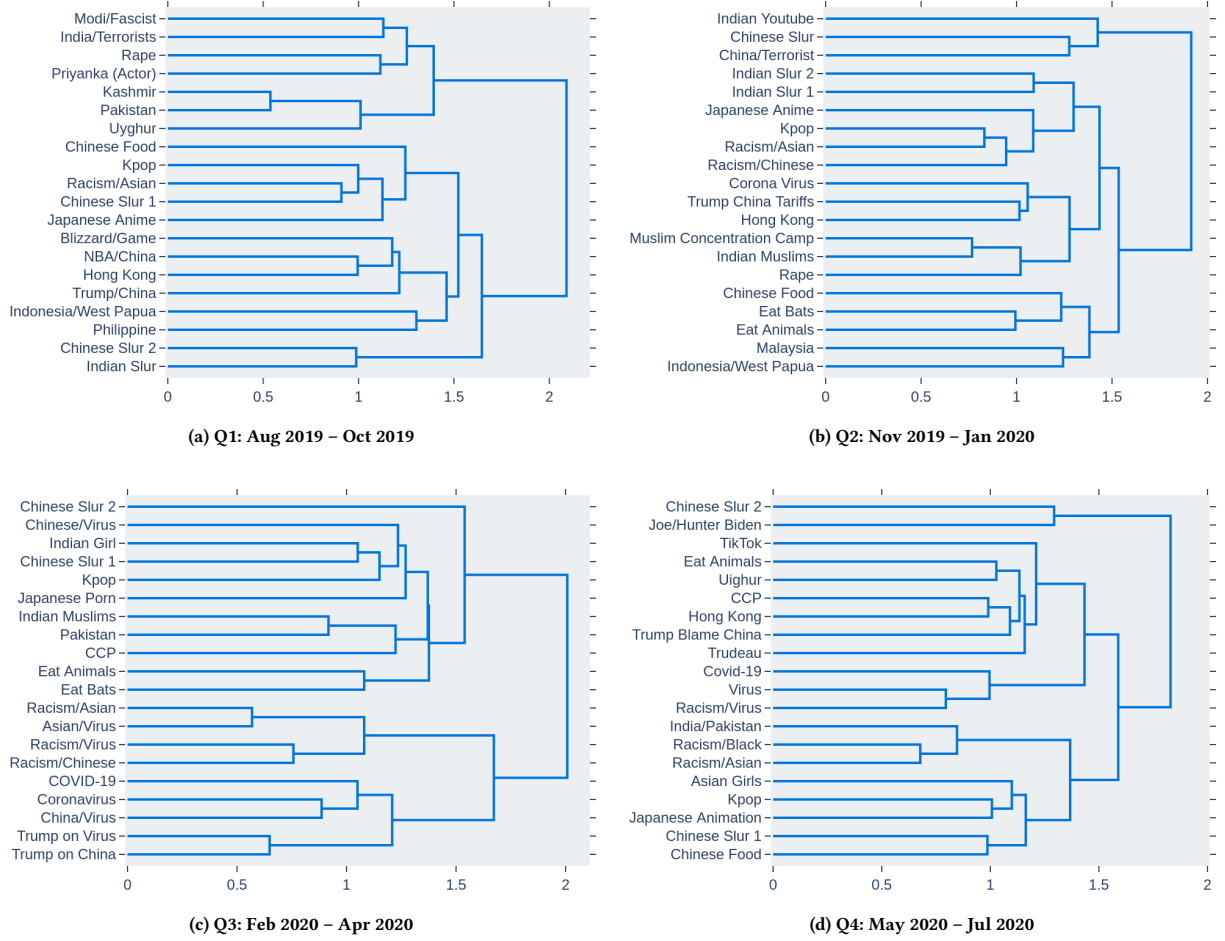 Modi/Fascist
India/Terrorists
Rape
Priyanka (Actor)
Kashmir
Pakistan
Uyghur
Chinese Food
Kpop
Racism/Asian
Chinese Slur 1
Japanese Anime
Blizzard/Game
NBA/China
Hong Kong
Trump/China
Indonesia/West Papua
Philippine
Chinese Slur 2
Indian Slur
0 0.5 1 1.5 2
(a) Q1: Aug 2019 – Oct 2019
Indian Youtube
Chinese Slur
China/Terrorist
Indian Slur 2
Indian Slur 1
Japanese Anime
Kpop
Racism/Asian
Racism/Chinese
Corona Virus
Trump China Tariffs
Hong Kong
Muslim Concentration Camp
Indian Muslims
Rape
Chinese Food
Eat Bats
Eat Animals
Malaysia
Indonesia/West Papua
0 0.5 1 1.5 2
(b) Q2: Nov 2019 – Jan 2020
Chinese Slur 2
Chinese/Virus
Indian Girl
Chinese Slur 1
Kpop
Japanese Porn
Indian Muslims
Pakistan
CCP
Eat Animals
Eat Bats
Racism/Asian
Asian/Virus
Racism/Virus
Racism/Chinese
COVID-19
Coronavirus
China/Virus
Trump on Virus
Trump on China
0 0.5 1 1.5 2
(c) Q3: Feb 2020 – Apr 2020
Chinese Slur 2
Joe/Hunter Biden
TikTok
Eat Animals
Uighur
CCP
Hong Kong
Trump Blame China
Trudeau
Covid-19
Virus
Racism/Virus
India/Pakistan
Racism/Black
Racism/Asian
Asian Girls
Kpop
Japanese Animation
Chinese Slur 1
Chinese Food
0 0.5 1 1.5 2
(d) Q4: May 2020 – Jul 2020